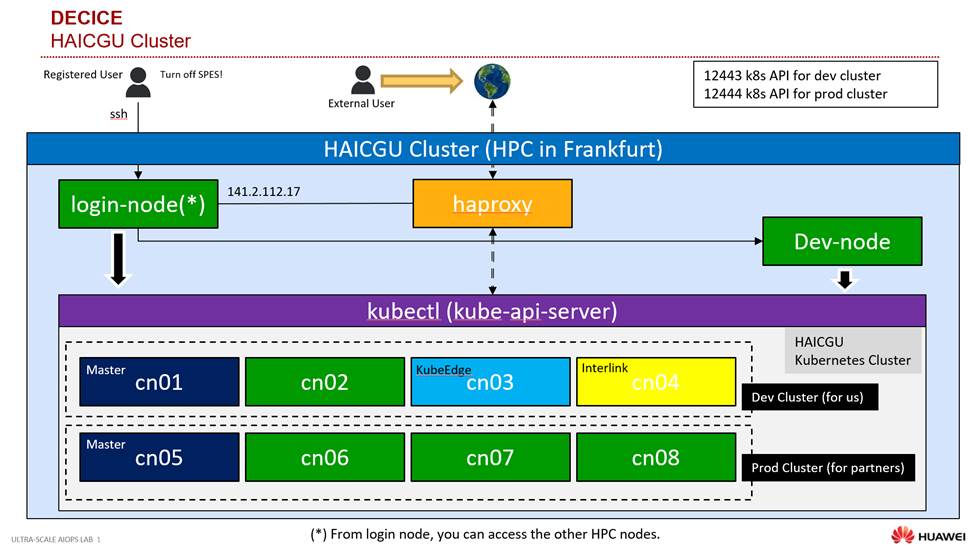 DECICE
HAICGU Cluster
Registered User
Turn off SPES!
12443 k8s API for dev cluster
12444 k8s API for prod cluster
External User
ssh
HAICGU Cluster (HPC in Frankfurt)
login-node(*)
141.2.112.17
haproxy
Dev-node
kubectl (kube-api-server)
HAICGU
Kubernetes Cluster
Master
cn01
cn02
KubeEdge
cn03
Interlink
cn04
Dev Cluster (for us)
Master
cn05
cn06
cn07
cn08
Prod Cluster (for partners)
(*) From login node, you can access the other HPC nodes.
ULTRA-SCALE AIOPS LAB 1
HUAWEI